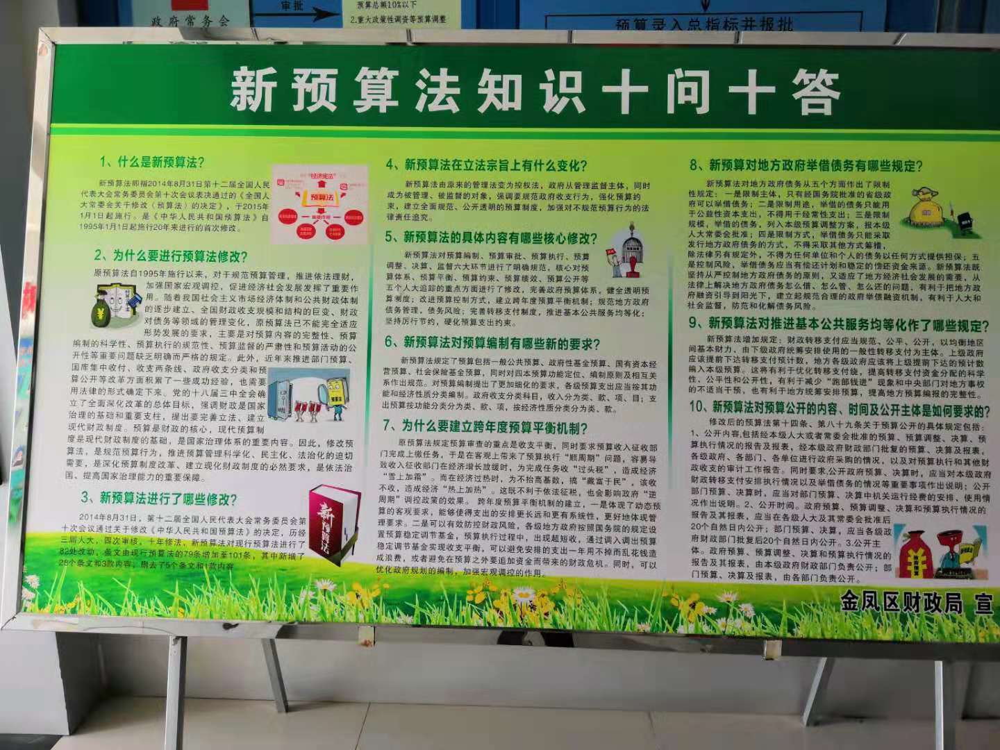 政府常务会
审批
预算总额10%以下
2.重大政策性调资等预算调整
预算录入总指标并报批
新预算法知识十问十答
1、什么是新预算法?
新预算法即指2014年8月31日第十二届全国人民
代表大会常务委员会第十次会议表决通过的《全国人
大常委会关于修改〈预算法〉的决定》，于2015年
1月1日起施行。是《中华人民共和国预算法》自
1995年1月1日起施行20年来进行的首次修改。
“经济宪法”
预算法
重要作用
2、为什么要进行预算法修改?
原预算法自1995年施行以来，对于规范预算管理，推进依法理财，
加强国家宏观调控，促进经济社会发展发挥了重要作
用。随着我国社会主义市场经济体制和公共财政体制
的逐步建立、全国财政收支规模和结构的巨变、财政
对债务等领域的管理变化，原预算法已不能完全适应
形势发展的要求，主要是对预算内容的完整性、预算
编制的科学性、预算执行的规范性、预算监督的严肃性和预算活动的公
开性等重要问题缺乏明确而严格的规定。此外，近年来推进部门预算、
国库集中收付、收支两条线、政府收支分类和预
算公开等改革方面积累了一些成功经验，也需要
用法律的形式确定下来。党的十八届三中全会确
立了全面深化改革的总体目标，强调财政是国家
治理的基础和重要支柱，提出要完善立法、建立
现代财政制度。预算是财政的核心，现代预算制
度是现代财政制度的基础，是国家治理体系的重要内容。因此，修改预
算法，是规范预算行为，推进预算管理科学化、民主化、法治化的迫切
需要，是深化预算制度改革、建立现化财政制度的必然要求，是依法治
国、提高国家治理能力的重要保障。
3、新预算法进行了哪些修改?
2014年8月31日，第十二届全国人民代表大会常务委员会第
十次会议通过关于修改《中华人民共和国预算法》的决定，历经
三届人大，四次审核，十年修法，新预算法对现行预算法进行了
82处改动，条文由现行预算法的79条增加至101条，其中新增了
28个条文和3款内容，删去了5个条文和1款内容
新预算法
4、新预算法在立法宗旨上有什么变化?
新预算法由原来的管理法变为控权法，政府从管理监督主体，同时
成为被管理、被监督的对象，强调要规范政府收支行为，强化预算约
束，建立全面规范、公开透明的预算制度，加强对不规范预算行为的法
律责任追究。
5、新预算法的具体内容有哪些核心修改?
新预算法对预算编制、预算审批、预算执行、预算
调整、决算、监督六大环节进行了明确规范，核心对预
算体系、预算平衡、预算约束、预算绩效、预算公开等
五个人大追踪的重点方面进行了修改，完善政府预算体系，健全透明预
算制度；改进预算控制方式，建立跨年度预算平衡机制；规范地方政府
债务管理，债务风险；完善转移支付制度，推进基本公共服务均等化；
坚持厉行节约，硬化预算支出约束。
6、新预算法对预算编制有哪些新的要求?
新预算法规定了预算包括一般公共预算、政府性基金预算、国有资本经
营预算、社会保险基金预算，同时对四本预算功能定位、编制原则及相互关
系作出规范。对预算编制提出了更加细化的要求，各级预算支出应当按其功
能和经济性质分类编制。政府收支分类科目，收入分为类、款、项、目；支
出预算按功能分类分为类、款、项，按经济性质分类分为类、款。
7、为什么要建立跨年度预算平衡机制?
原预算法规定预算审查的重点是收支平衡，同时要求预算收入征收部
门完成上缴任务，于是在客观上带来了预算执行“顺周期”问题，容易导
致收入征收部门在经济增长放缓时，为完成任务收“过头税”，造成经济
“雪上加霜”。而在经济过热时，为不抬高基数，搞“藏富于民”，该收
不收，造成经济“热上加热”。这既不利于依法征税，也会影响政府“逆
周期”调控政策的效果。 跨年度预算平衡机制的建立，一是体现了动态预
算的客观要求，能够使得支出的安排更长远和更有系统性，更好地体现管
理要求。二是可以有效防控财政风险，各级地方政府按照国务院的规定设
置预算稳定调节基金，预算执行过程中，出现超短收，通过调入调出预算
稳定调节基金实现收支平衡，可以避免安排的支出一年用不掉而乱花钱造
成浪费，或者避免在预算之外要追加资金而带来的财政危机。同时，可以
优化政府规划的编制，加强宏观调控的作用。
8、新预算对地方政府举借债务有哪些规定?
新预算法对地方政府债务从五个方面作出了限制
性规定：一是限制主体，只有经国务院批准的省级政
府可以举借债务；二是限制用途，举借的债务只能用
于公益性资本支出，不得用于经常性支出；三是限制
规模，举借的债务，列入本级预算调整方案，报本级
人大常委会批准；四是限制方式，举借债务只能采取
发行地方政府债务的方式，不得采取其他方式筹措，
除法律另有规定外，不得为任何单位和个人的债务以任何方式提供担保；五
是控制风险，举借债务应当有偿还计划和稳定的偿还资金来源。新预算法既
坚持从严控制地方政府债务的原则，又适应了地方经济社会发展的需要，从
法律上解决地方政府债务怎么借、怎么管、怎么还的问题，有利于把地方政
府融资引导到阳光下，建立起规范合理的政府举债融资机制，有利于人大和
社会监督，防范和化解债务风险。
9、新预算法对推进基本公共服务均等化作了哪些规定?
新预算法增加规定：财政转移支付应当规范、公平、公开，以均衡地区
间基本财力、由下级政府统筹安排使用的一般性转移支付为主体。上级政府
应该提前下达转移支付预计数，地方各级政府应该将上级提前下达的预计数
编入本级预算。这将有利于优化转移支付结，提高转移支付资金分配的科学
性、公平性和公开性，有利于减少“跑部钱进”现象和中央部门对地方事权
的不适当干预，也有利于地方统筹安排预算，提高地方预算编报的完整性。
10、新预算法对预算公开的内容、时间及公开主体是如何要求的?
修改后的预算法第十四条、第八十九条关于预算公开的具体规定包括：
1、公开内容,包括经本级人大或者常委会批准的预算、预算调整、决算、预
算执行情况的报告及报表，经本级政府财政部门批复的预算、决算及报表，
各级政府、各部门、各单位进行政府采购的情况，以及对预算执行和其他财
政收支的审计工作报告。同时要求,公开政府预算、决算时，应当对本级政府
财政转移支付安排执行情况以及举借债务的情况等重要事项作出说明；公开
部门预算、决算时，应当对部门预算、决算中机关运行经费的安排、使用情
况作出说明。2、公开时间。政府预算、预算调整、决算和预算执行情况的
报告及其报表，应当在各级人大及其常委会批准后
20个自然日内公开；部门预算、决算，应当各级政
府财政部门批复后20个自然日内公开。3.公开主
体。政府预算、预算调整、决算和预算执行情况的
报告及其报表，由本级政府财政部门负责公开；部
门预算、决算及报表，由各部门负责公开。
金凤区财政局 宣